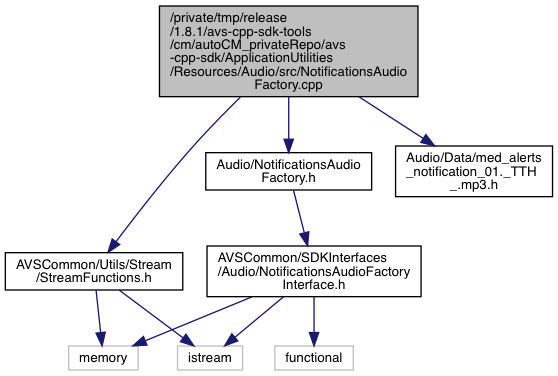 /private/tmp/release
/1.8.1/avs-cpp-sdk-tools
/cm/autoCM_privateRepo/avs
-cpp-sdk/ApplicationUtilities
/Resources/Audio/src/NotificationsAudio
Factory.cpp
Audio/NotificationsAudio
Factory.h
Audio/Data/med_alerts
_notification_01._TTH
_.mp3.h
AVSCommon/Utils/Stream
/StreamFunctions.h
AVSCommon/SDKInterfaces
/Audio/NotificationsAudioFactory
Interface.h
memory
istream
functional